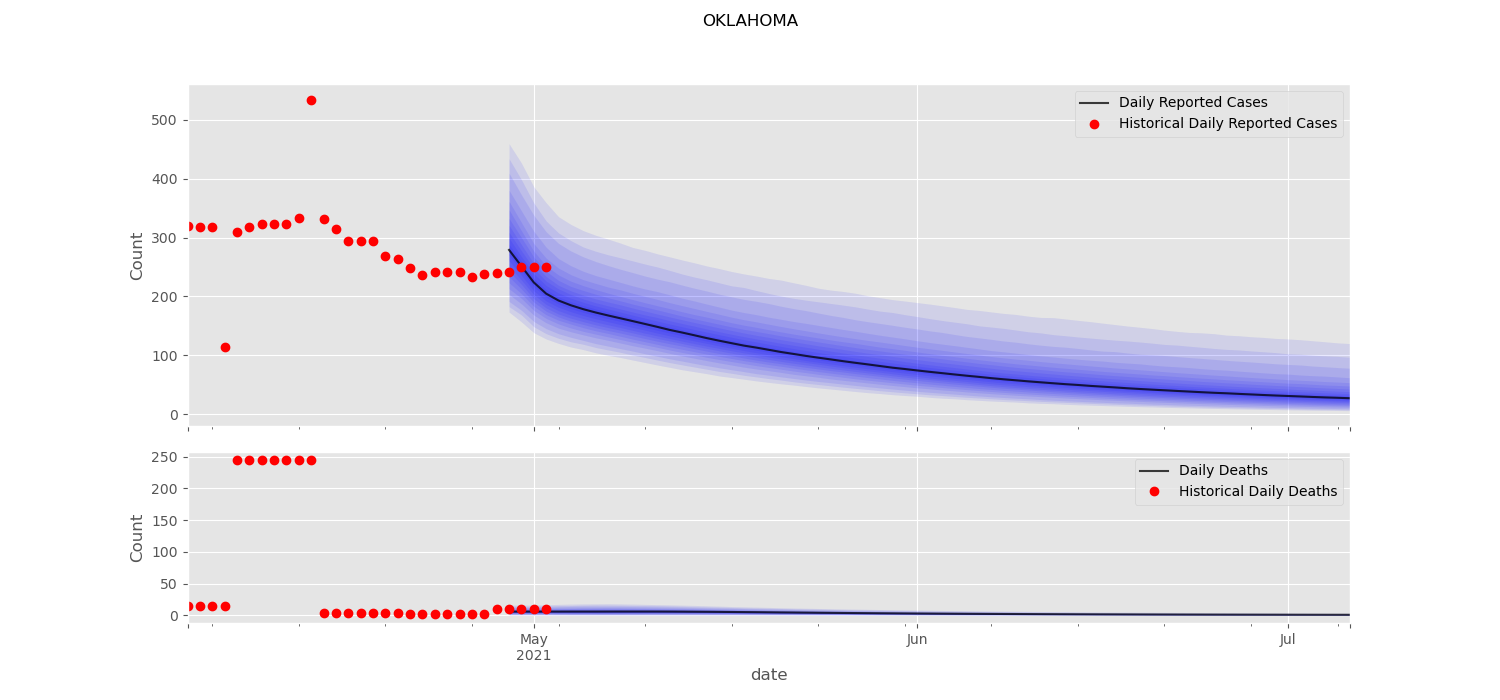 OKLAHOMA
Daily Reported Cases
Historical Daily Reported Cases
500
400
300
200
100
0
Count
Daily Deaths
Historical Daily Deaths
250
200
150
100
50
0
Count
May
2021
Jun
Jul
date